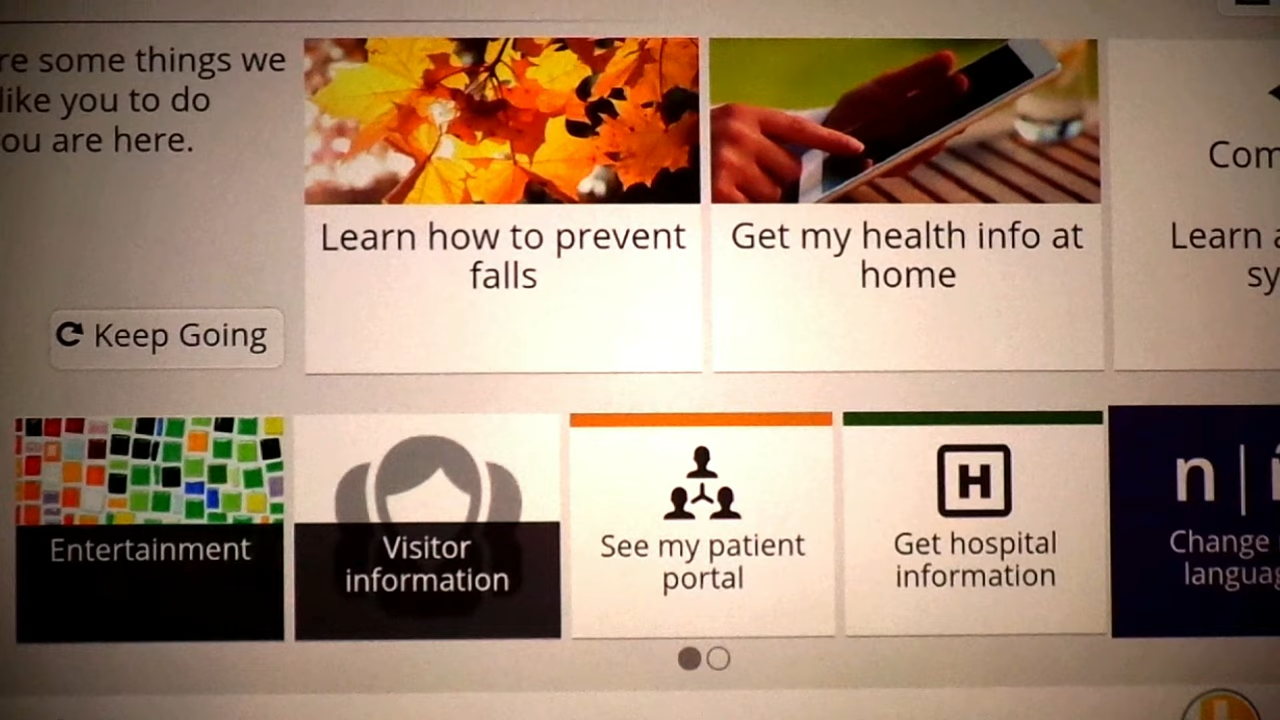 re some things we
like you to do
ou are here.
Keep Going
Learn how to prevent
falls
Get my health info at
home
Com
Learn
sy
Entertainment
Visitor
information
See my patient
portal
H
Get hospital
information
n
Change
langua